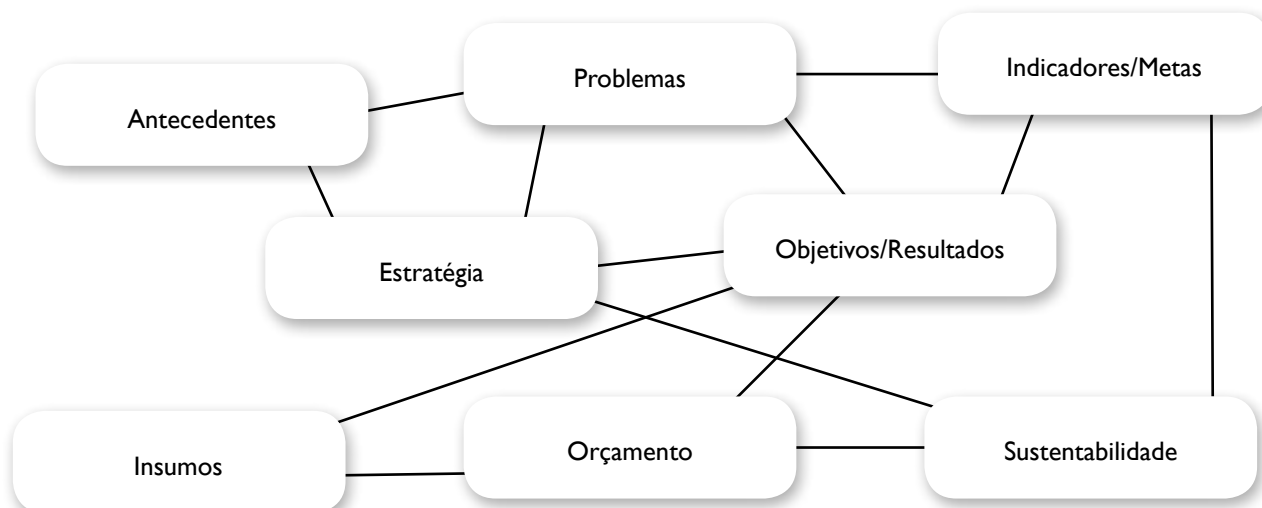 Antecedentes
Problemas
Indicadores/Metas
Estratégia
Objetivos/Resultados
Insumos
Orçamento
Sustentabilidade